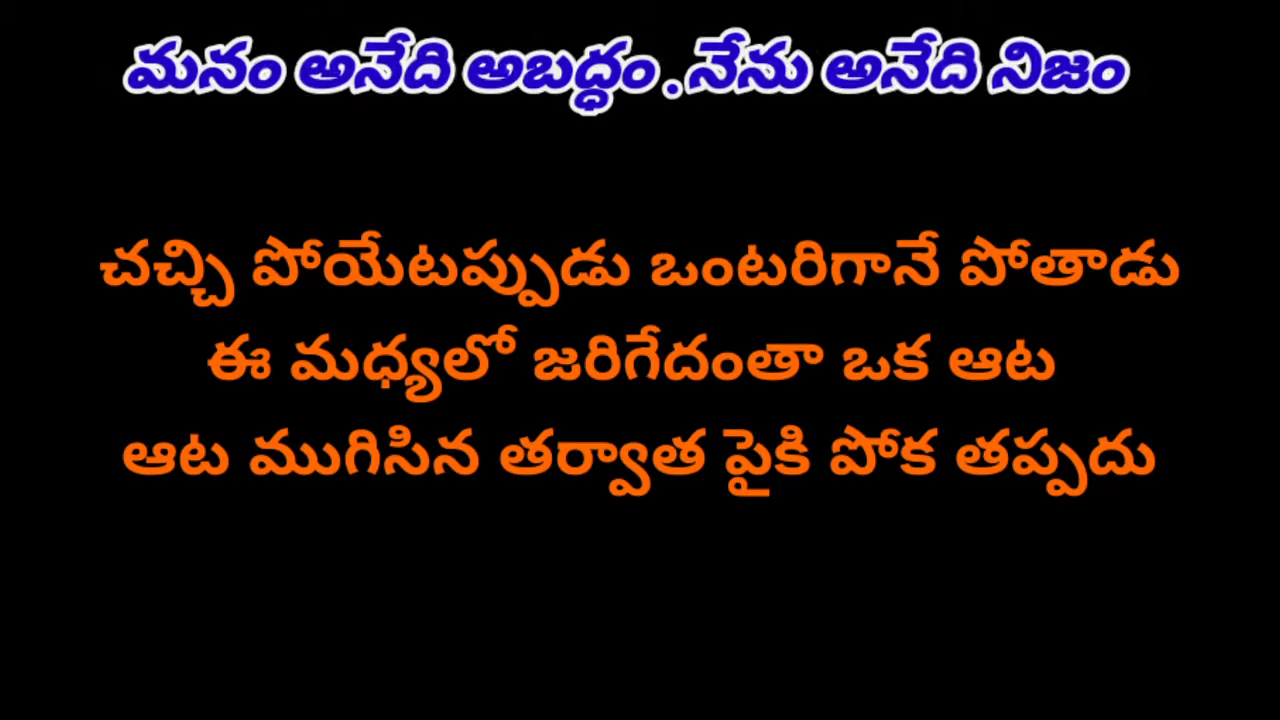 మనం అనేది అబద్ధం.నేను అనేది నిజం
చచ్చి పోయేటప్పుడు ఒంటరిగానే పోతాడు
ఈ మధ్యలో జరిగేదంతా ఒక ఆట
ఆట ముగిసిన తర్వాత పైకి పోక తప్పదు